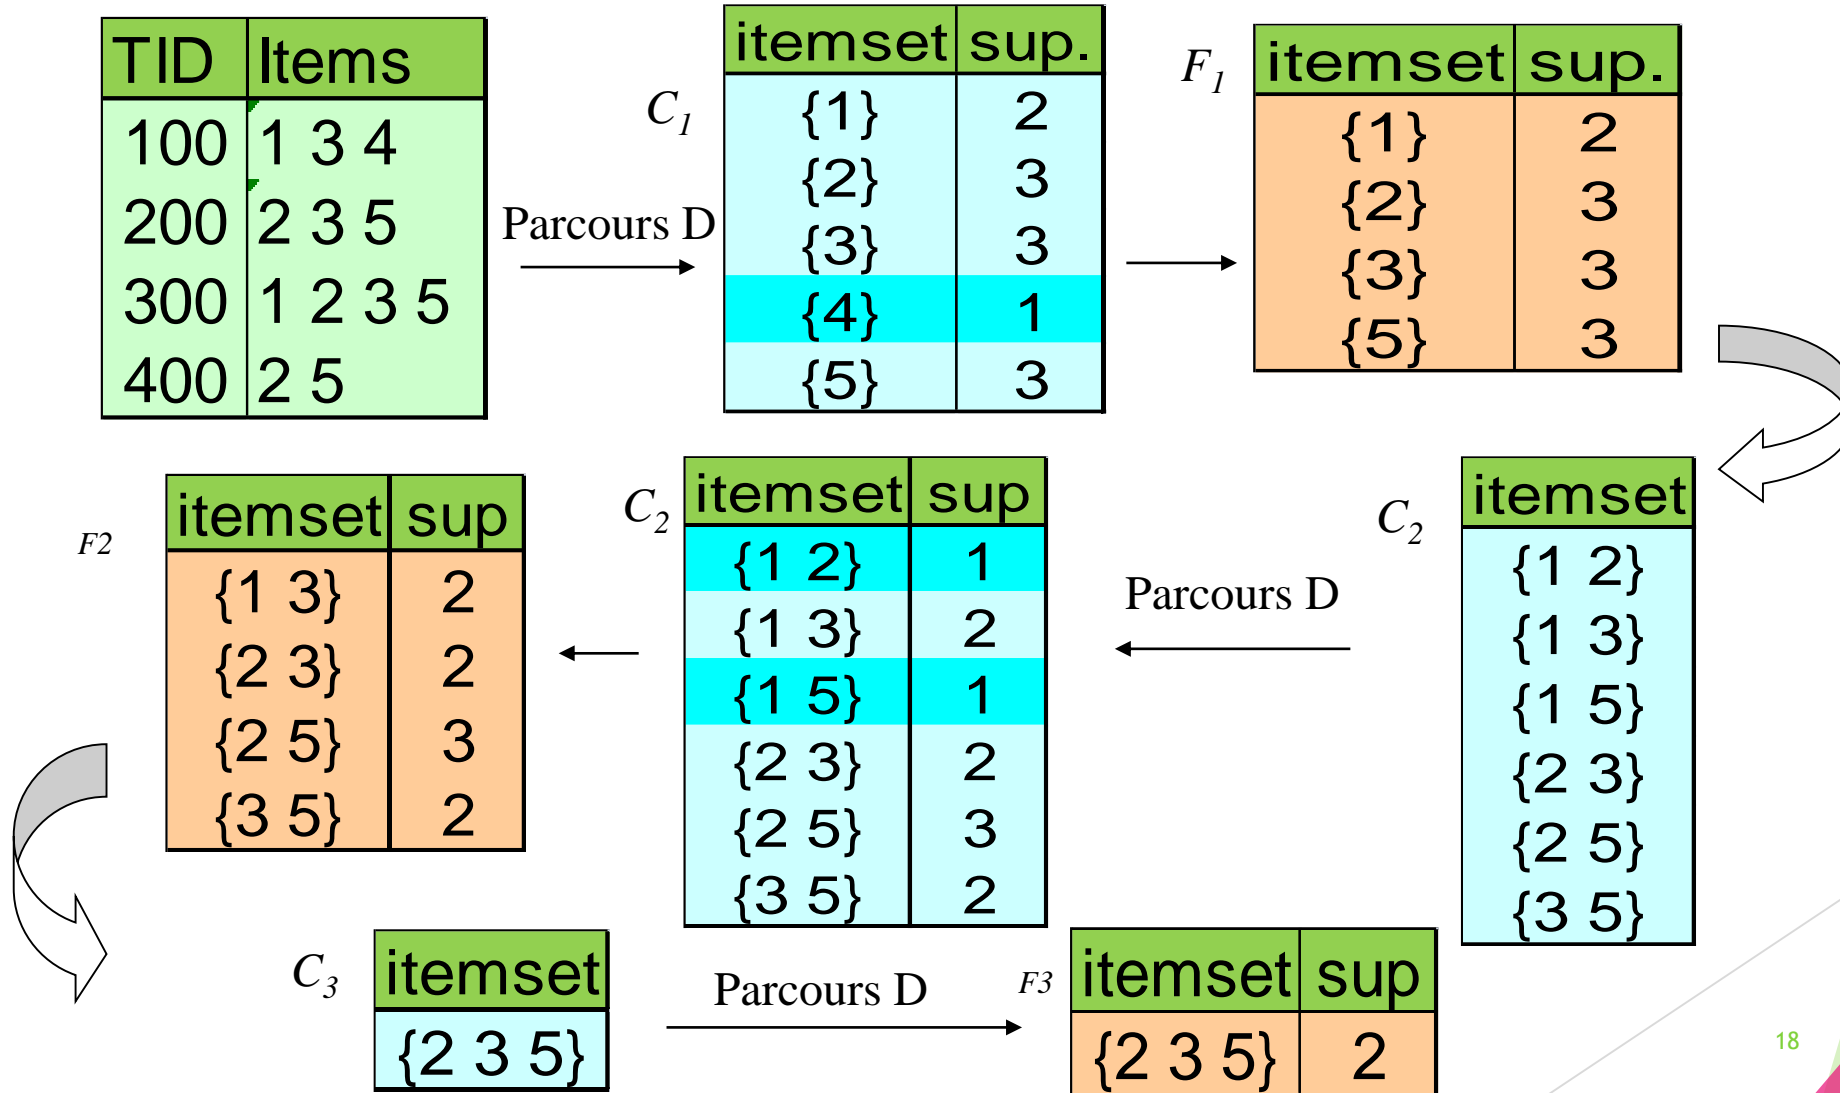 TID Items
100 1 3 4
200 2 3 5
300 1 2 3 5
400 2 5
Parcours D
C1
itemset sup.
{1} 2
{2} 3
{3} 3
{4} 1
{5} 3
F1
itemset sup.
{1} 2
{2} 3
{3} 3
{5} 3
C2
itemset
{1 2}
{1 3}
{1 5}
{2 3}
{2 5}
{3 5}
Parcours D
C2
itemset sup
{1 2} 1
{1 3} 2
{1 5} 1
{2 3} 2
{2 5} 3
{3 5} 2
F2
itemset sup
{1 3} 2
{2 3} 2
{2 5} 3
{3 5} 2
C3
itemset
{2 3 5}
Parcours D
F3
itemset sup
{2 3 5} 2
18